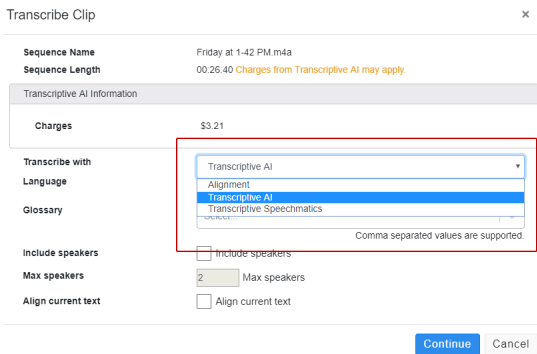 Transcribe Clip ×
Sequence Name Friday at 1-42 PM.m4a
Sequence Length 00:26:40 Charges from Transcriptive AI may apply.
Transcriptive AI Information
Charges $3.21
Transcribe with Transcriptive AI
Language
Alignment
Transcriptive AI
Glossary Transcriptive Speechmatics
Select...
Comma separated values are supported.
Include speakers Include speakers
Max speakers 2 Max speakers
Align current text Align current text
Continue Cancel